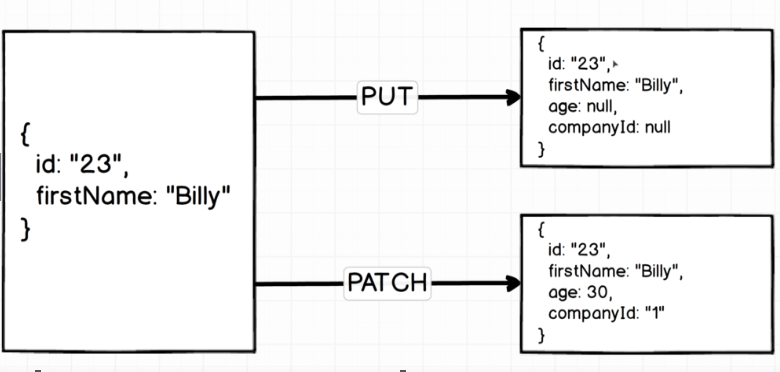 {
id: "23",
firstName: "Billy"
}
PUT
{
id: "23",
firstName: "Billy",
age: null,
companyId: null
}
PATCH
{
id: "23",
firstName: "Billy",
age: 30,
companyId: "1"
}